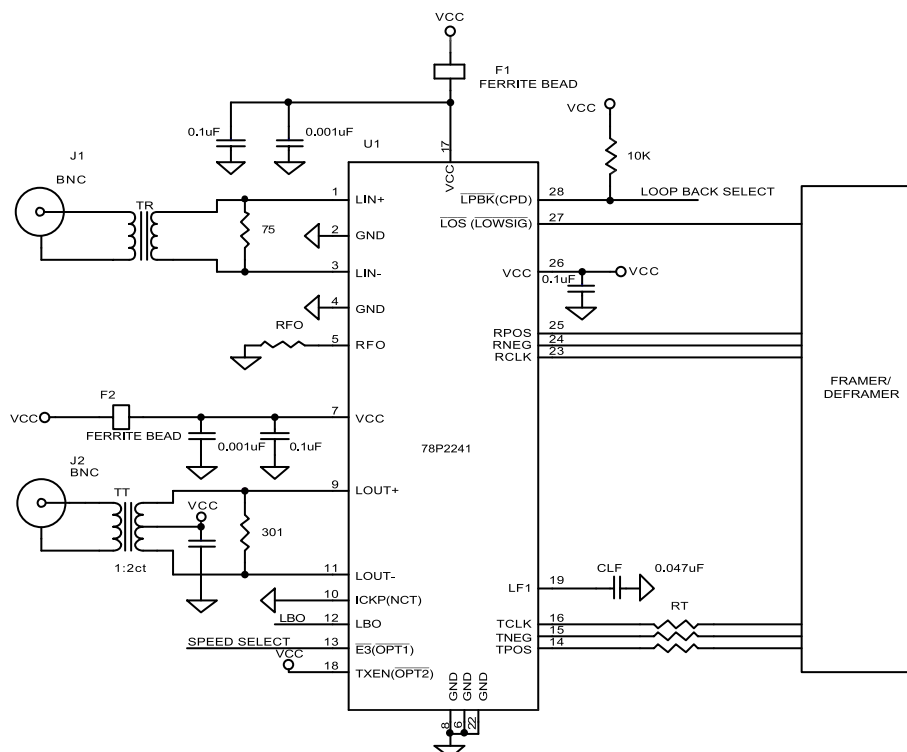 VCC
F1
FERRITE BEAD
VCC
0.1uF
0.001uF
U1
17
VCC
10K
J1
BNC
TR
75
1
LIN+
2
GND
3
LIN-
4
GND
RFO
5
RFO
28
LPBK(CPD)
LOOP BACK SELECT
27
LOS (LOWSIG)
26
VCC
VCC
0.1uF
25
RPOS
24
RNEG
23
RCLK
FRAMER/
DEFRAMER
F2
VCC
7
VCC
FERRITE BEAD
0.001uF
0.1uF
78P2241
J2
BNC
TT
VCC
9
LOUT+
301
1:2ct
11
LOUT-
10
ICKP(NCT)
LBO
12
LBO
SPEED SELECT
13
E3(OPT1)
VCC
18
TXEN(OPT2)
19
LF1
CLF
0.047uF
RT
16
TCLK
15
TNEG
14
TPOS
GND
GND
GND
8
6
22